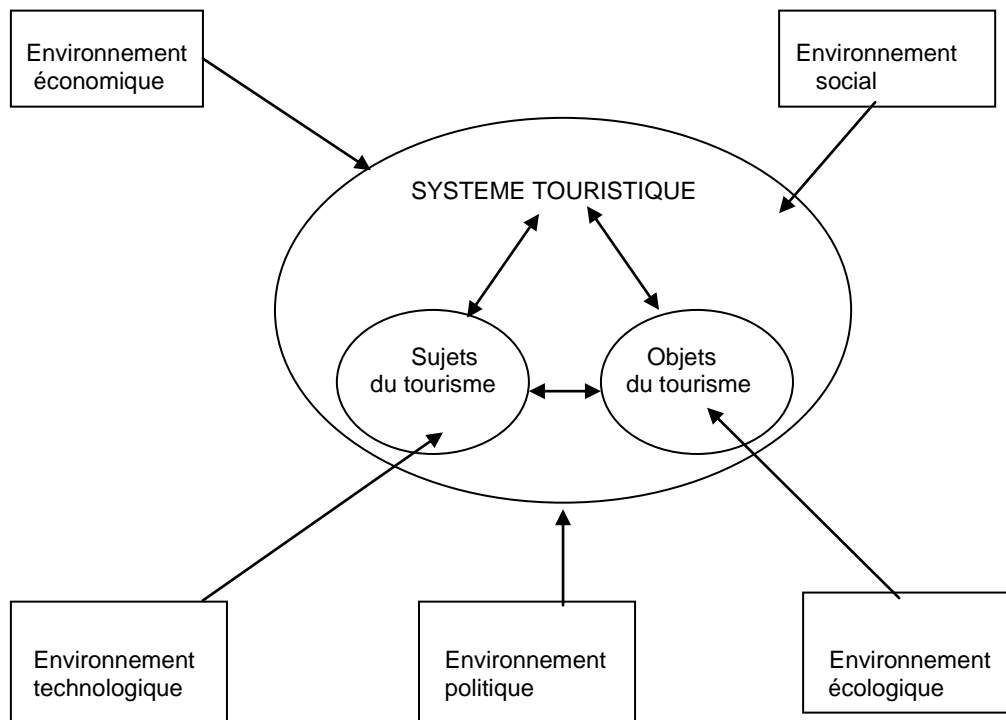 Environnement
économique
Environnement
social
SYSTEME TOURISTIQUE
Sujets
du tourisme
Objets
du tourisme
Environnement
technologique
Environnement
politique
Environnement
écologique